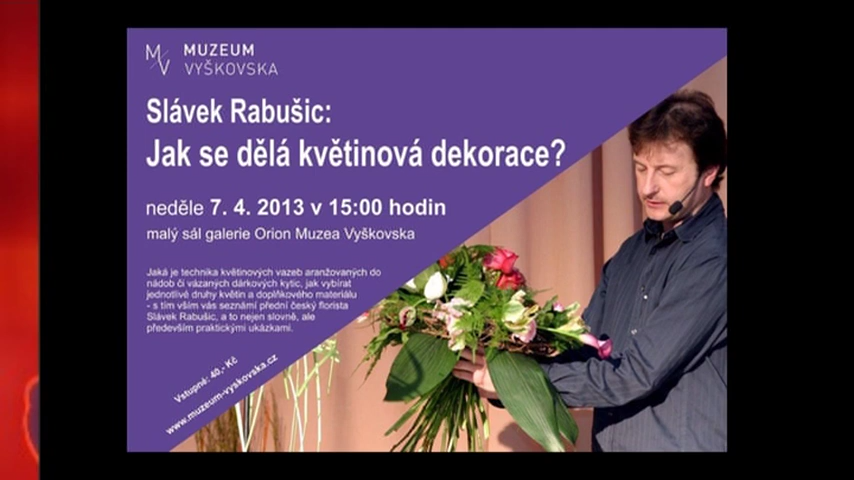 MV MUZEUM
VYŠKOVSKA
Slávek Rabušic:
Jak se dělá květinová dekorace?
neděle 7. 4. 2013 v 15:00 hodin
malý sál galerie Orion Muzea Vyškovska
Jaká je technika květinových vazeb aranžovaných do
nádob či vázaných dárkových kytic, jak vybírat
jednotlivé druhy květin a doplňkového materiálu
- s tím vším vás seznámí přední český florista
Slávek Rabušic, a to nejen slovně, ale
především praktickými ukázkami.
Vstupné: 40,- Kč
www.muzeum-vyskovska.cz